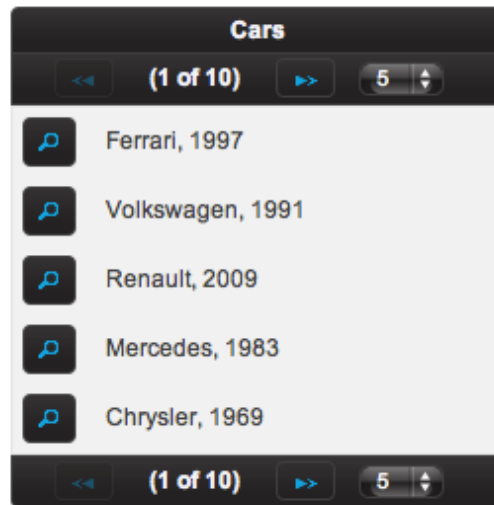 Cars
(1 of 10) 5
Ferrari, 1997
Volkswagen, 1991
Renault, 2009
Mercedes, 1983
Chrysler, 1969
(1 of 10) 5